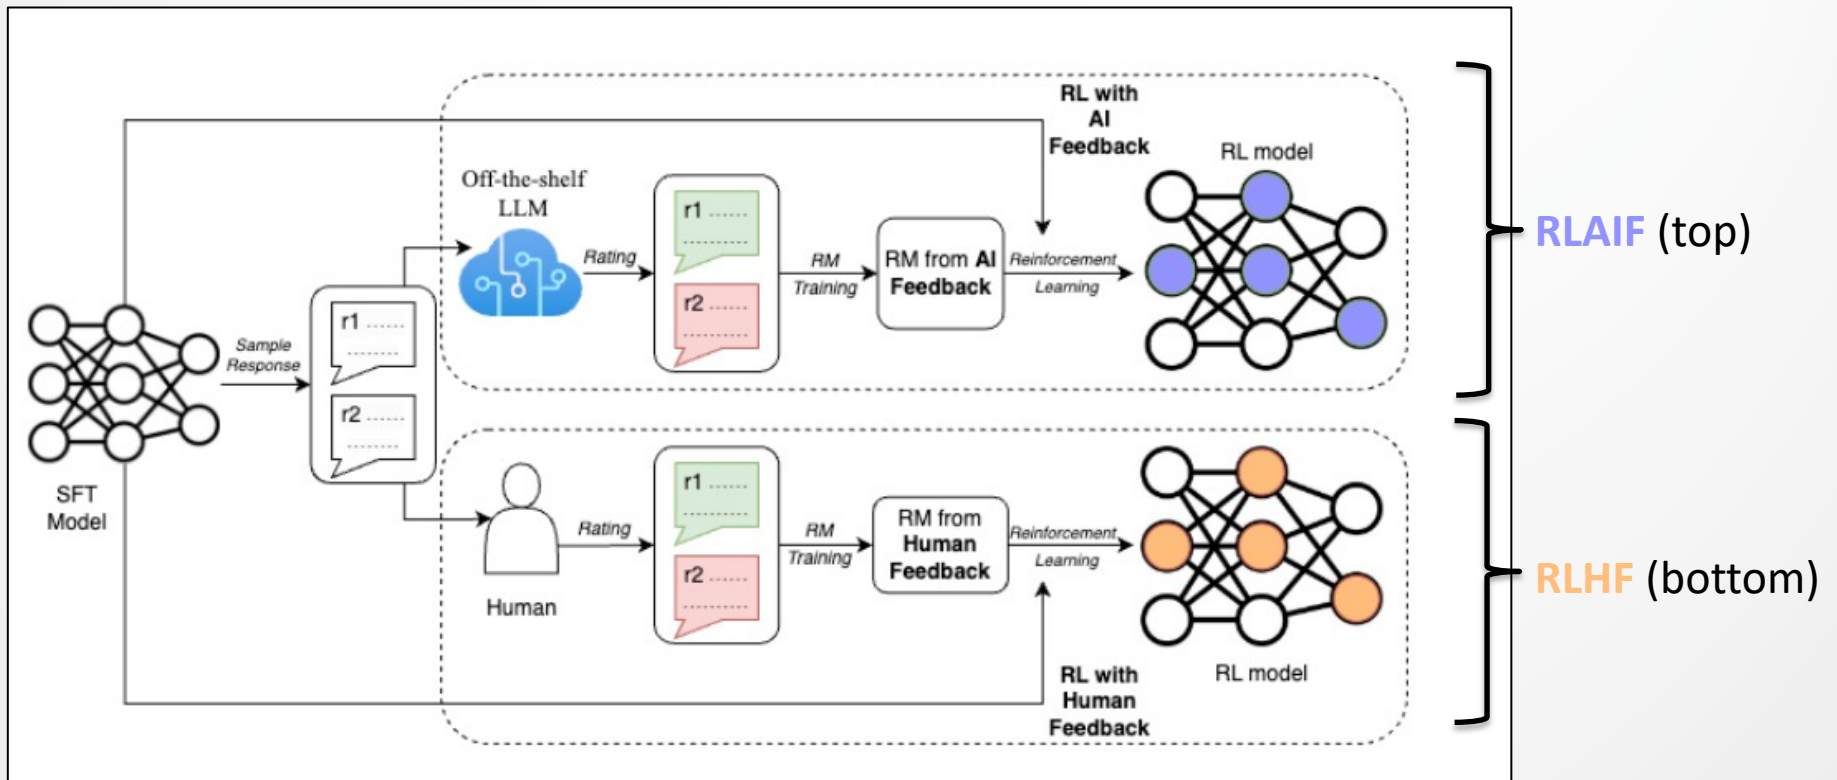 RL with
AI
Feedback
RL model
Off-the-shelf
LLM
Rating
r1 ......
............
r2 ......
............
RM
Training
RM from AI
Feedback
Reinforcement
Learning
RLAIF (top)
SFT
Model
Sample
Response
r1 ......
.........
r2 ......
.........
Human
Rating
r1 ......
............
r2 ......
............
RM
Training
RM from
Human
Feedback
Reinforcement
Learning
RL model
RL with
Human
Feedback
RLHF (bottom)